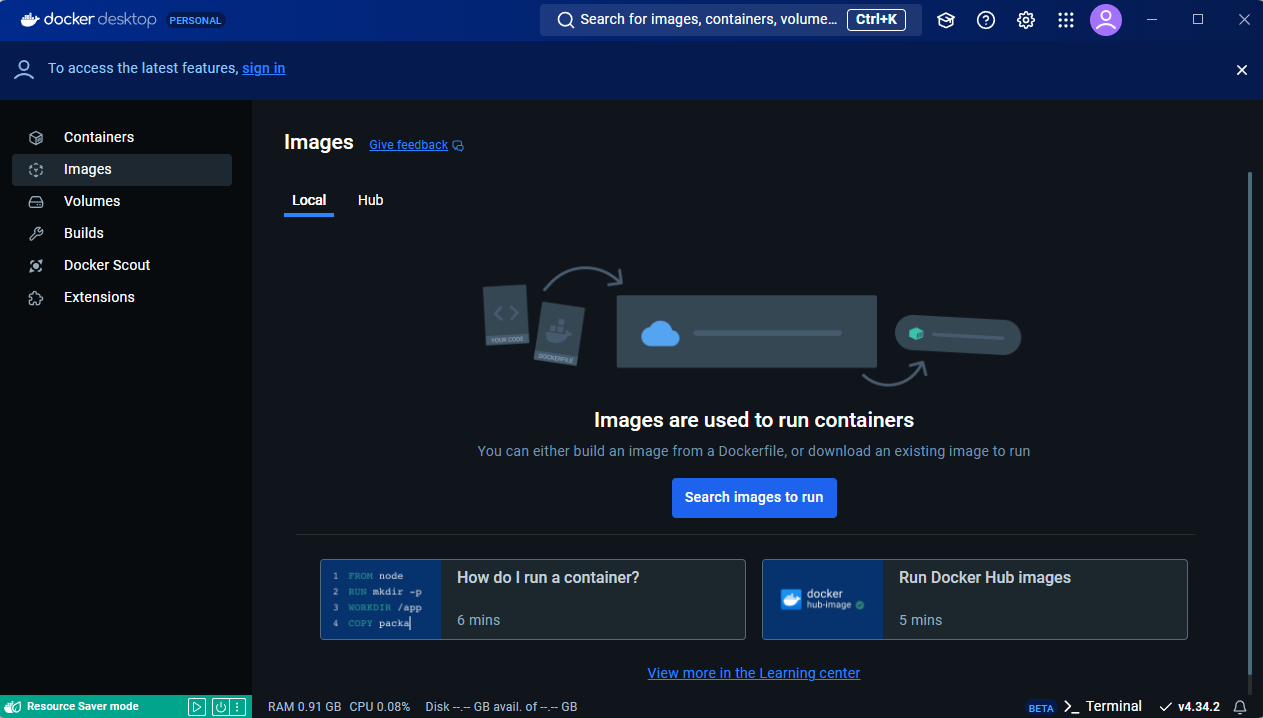 docker desktop PERSONAL
Search for images, containers, volume... Ctrl+K
To access the latest features, sign in
Containers
Images
Volumes
Builds
Docker Scout
Extensions
Images Give feedback
Local Hub
YOUR CODE
DOCKERFILE
Images are used to run containers
You can either build an image from a Dockerfile, or download an existing image to run
Search images to run
1 FROM node
2 RUN mkdir -p
3 WORKDIR /app
4 COPY packa
How do I run a container?
6 mins
docker
hub-image
Run Docker Hub images
5 mins
View more in the Learning center
Resource Saver mode
RAM 0.91 GB CPU 0.08% Disk --.-- GB avail. of --.-- GB
BETA Terminal v4.34.2